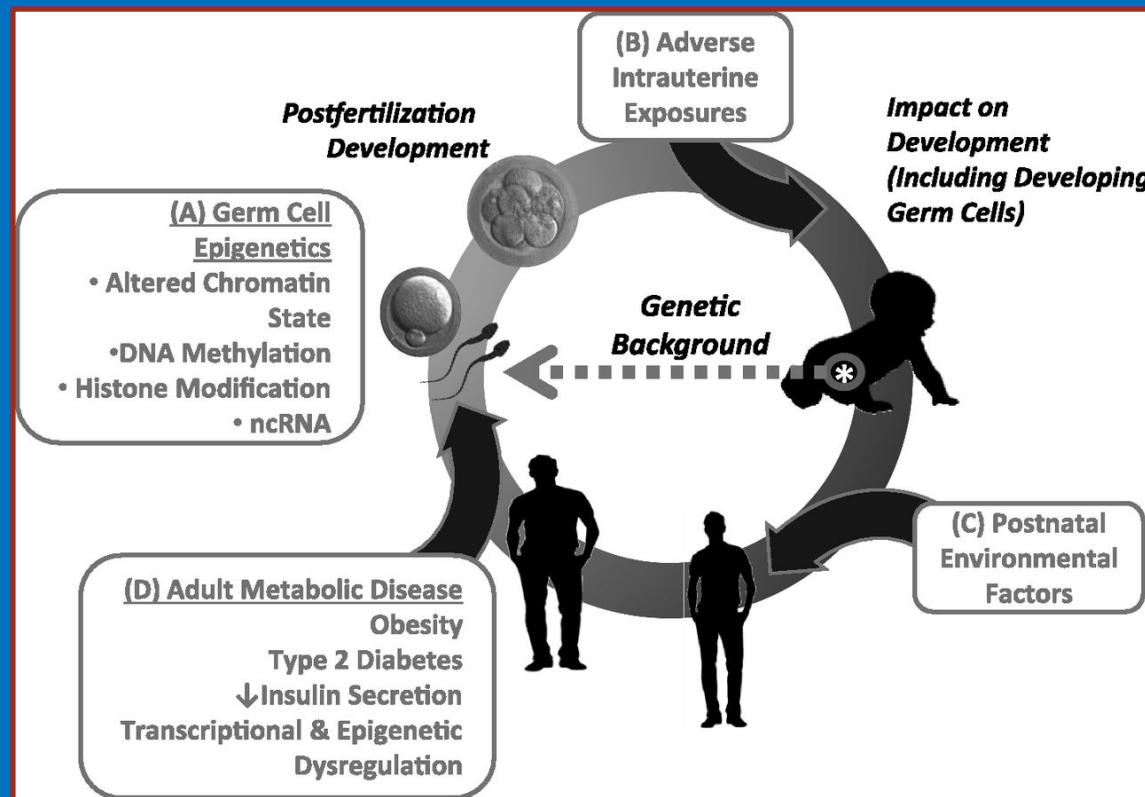 (B) Adverse
Intrauterine
Exposures
Postfertilization
Development
Impact on
Development
(Including Developing
Germ Cells)
(A) Germ Cell
Epigenetics
• Altered Chromatin
State
•DNA Methylation
• Histone Modification
• ncRNA
Genetic
Background
*
(C) Postnatal
Environmental
Factors
(D) Adult Metabolic Disease
Obesity
Type 2 Diabetes
↓Insulin Secretion
Transcriptional & Epigenetic
Dysregulation